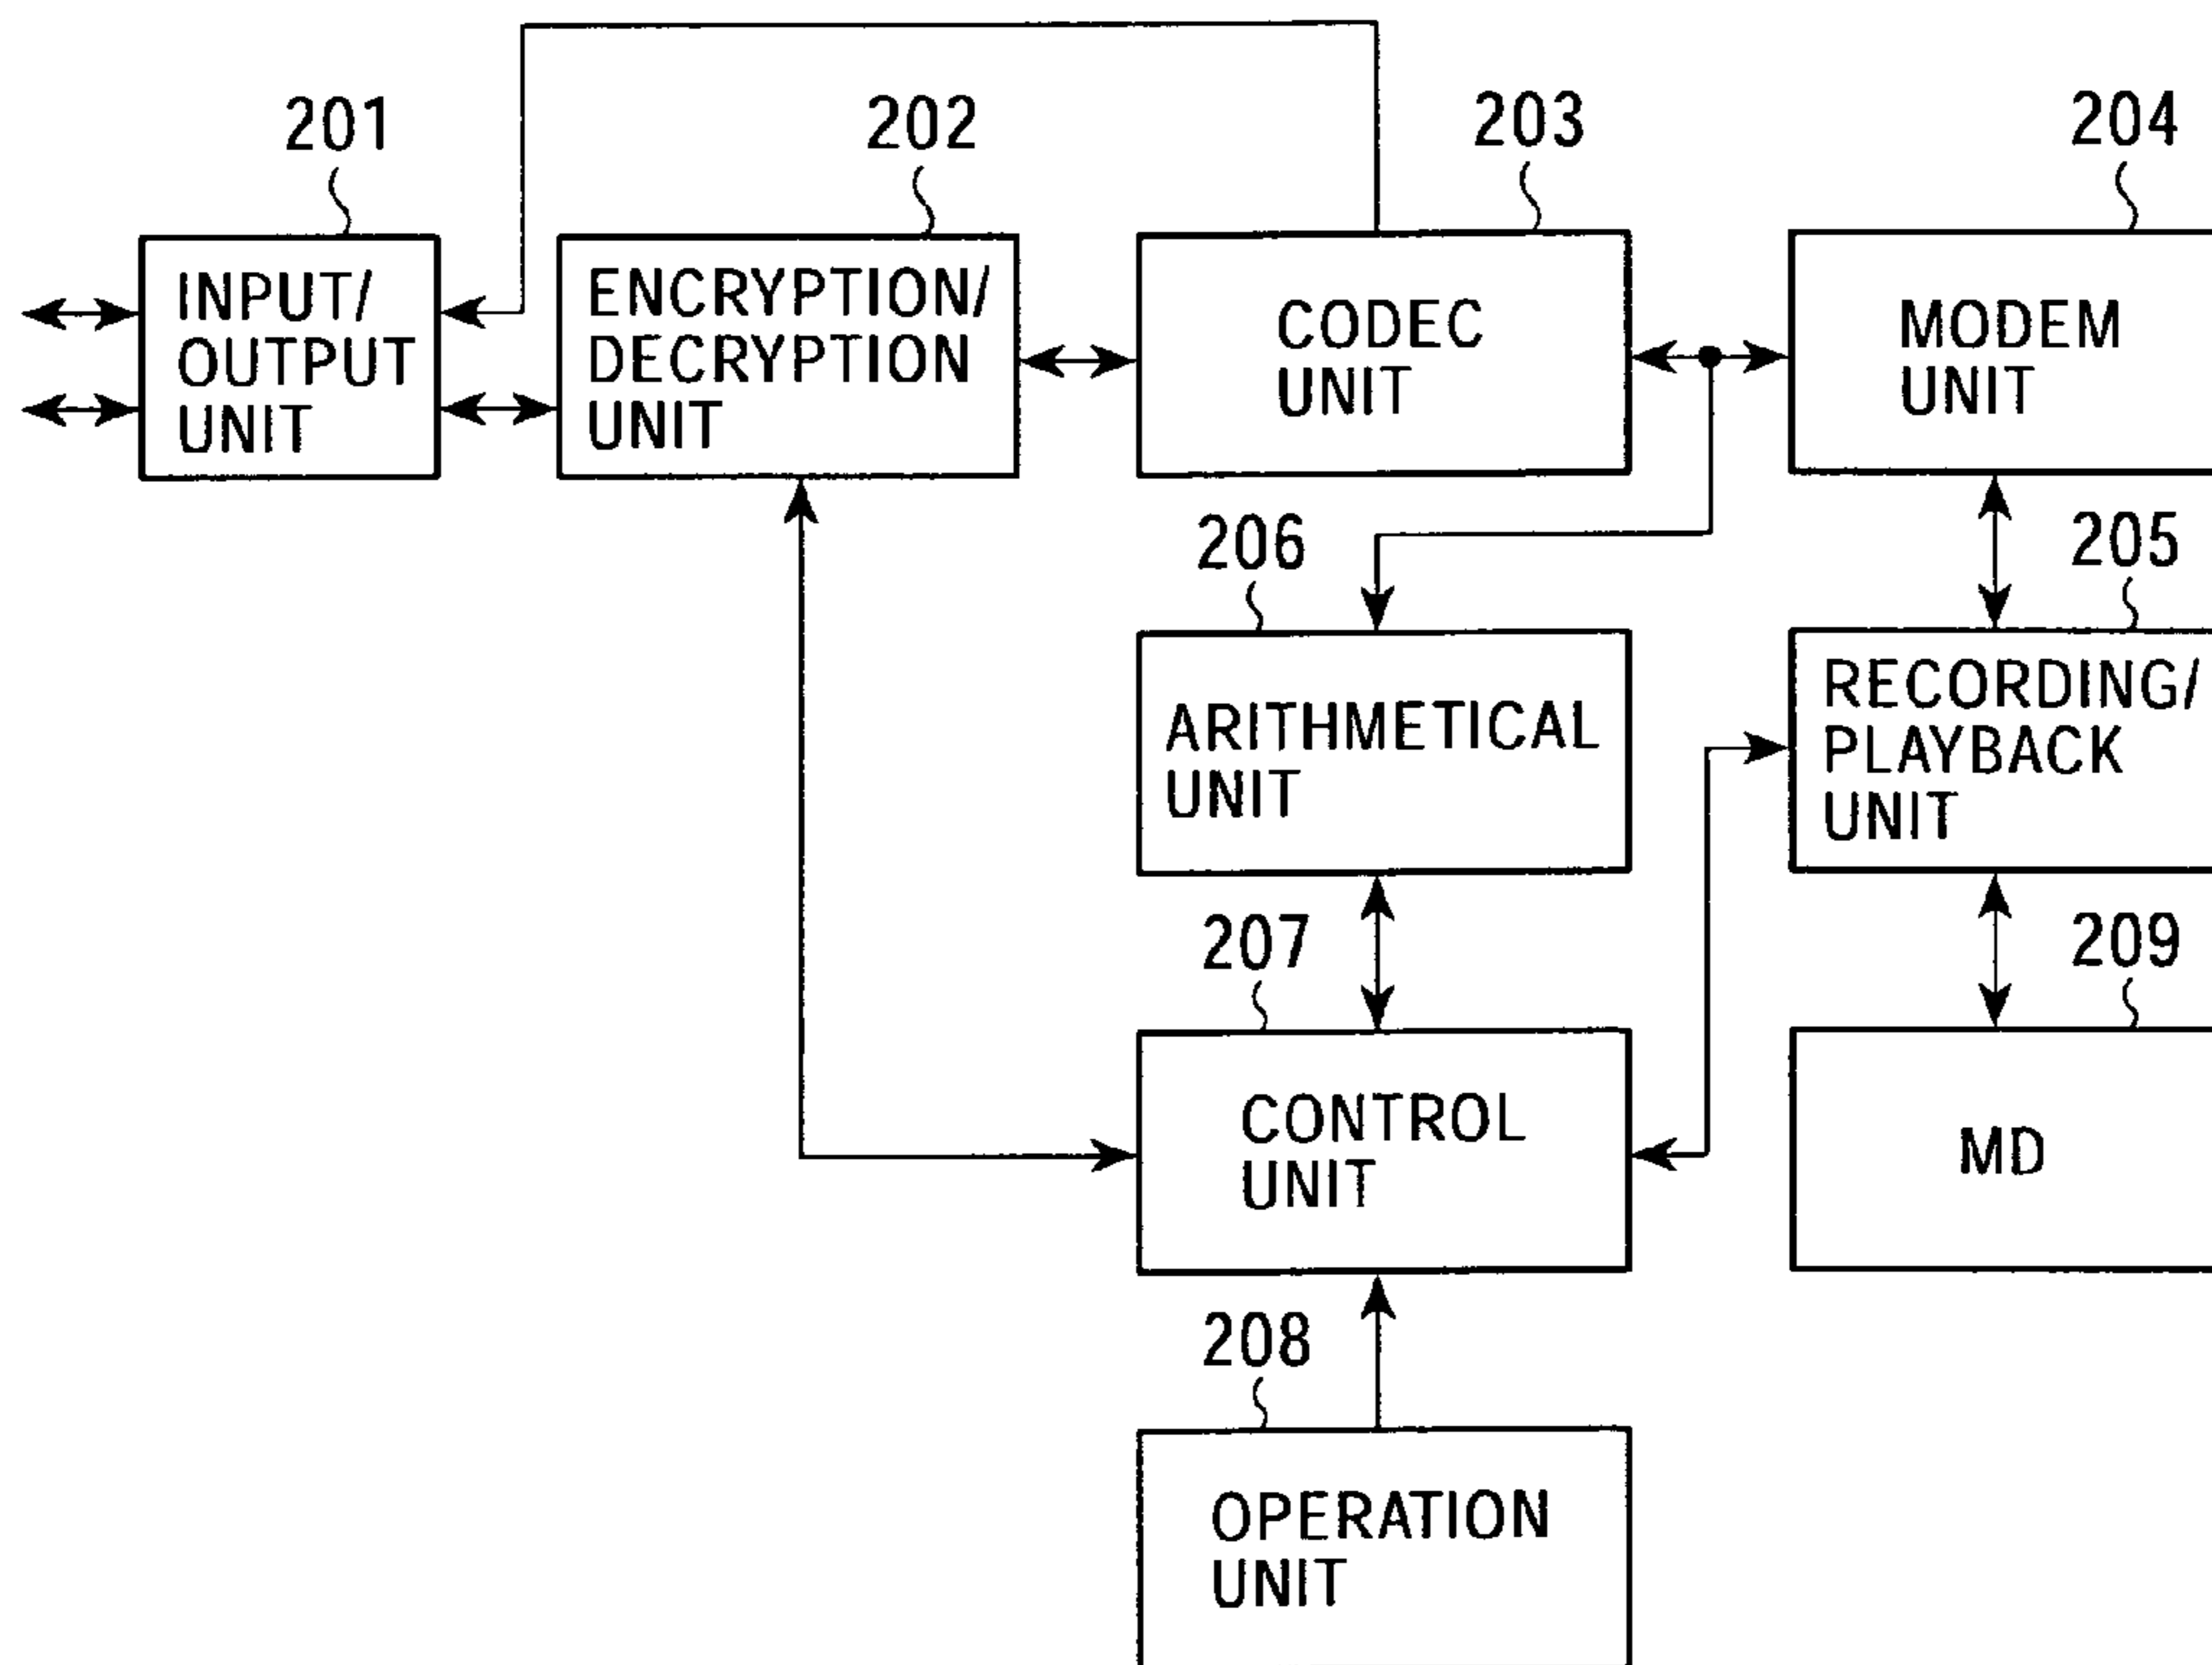 201
202
203
204
INPUT/
OUTPUT
UNIT
ENCRYPTION/
DECRYPTION
UNIT
CODEC
UNIT
MODEM
UNIT
206
205
ARITHMETICAL
UNIT
RECORDING/
PLAYBACK
UNIT
207
209
CONTROL
UNIT
MD
208
OPERATION
UNIT